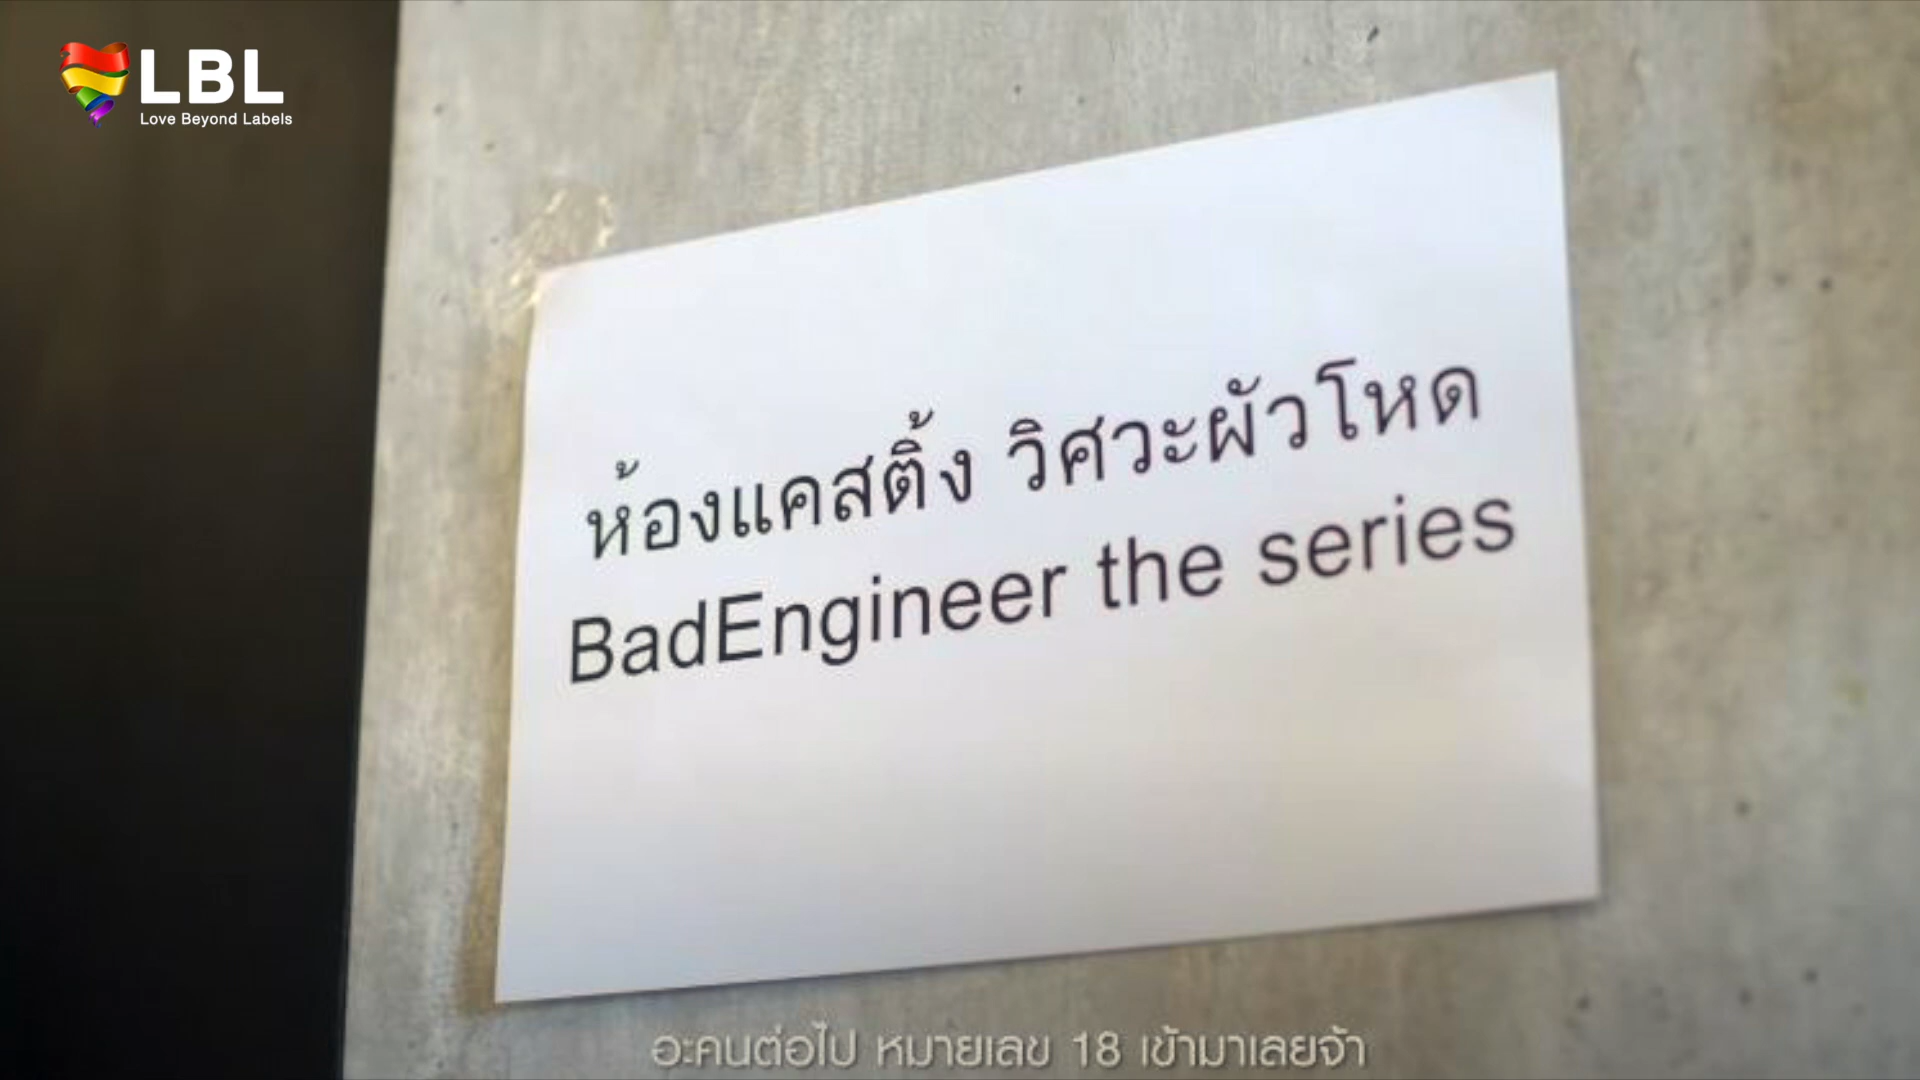 LBL
Love Beyond Labels
ห้องแคสติ้ง วิศวะผัวโหด
BadEngineer the series
อะคนต่อไป หมายเลข 18 เข้ามาเลยจ้า